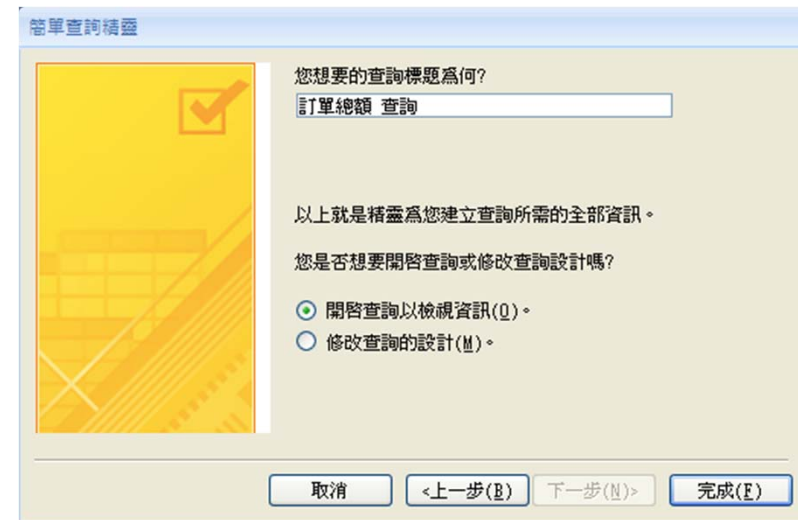 簡單查詢精靈
您想要的查詢標題為何?
訂單總額 查詢
以上就是精靈為您建立查詢所需的全部資訊。
您是否想要開啓查詢或修改查詢設計嗎?
開啓查詢以檢視資訊(O)。
修改查詢的設計(M)。
取消 <上一步(B) 下一步(N)> 完成(F)